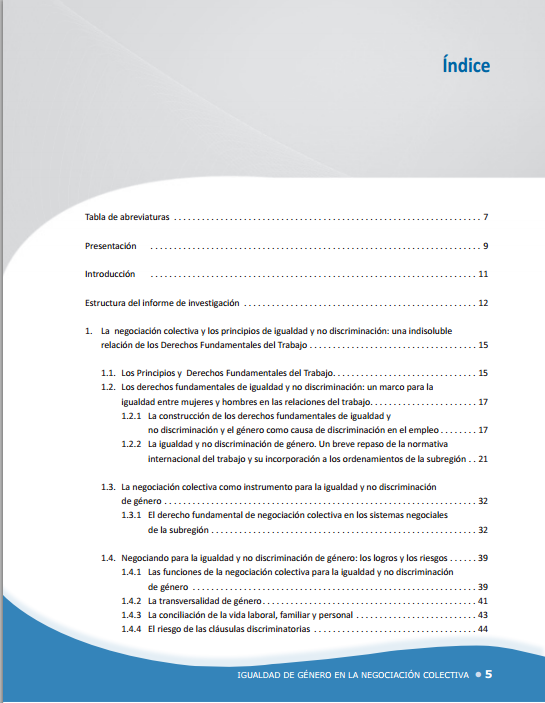 Índice
Tabla de abreviaturas . . . . . . . . . . . . . . . . . . . . . . . . . . . . . . . . . . . . . . . . . . . . . . . . . . . . . . . . . . . . . . . . . . 7
Presentación . . . . . . . . . . . . . . . . . . . . . . . . . . . . . . . . . . . . . . . . . . . . . . . . . . . . . . . . . . . . . . . . . . . . . . . 9
Introducción . . . . . . . . . . . . . . . . . . . . . . . . . . . . . . . . . . . . . . . . . . . . . . . . . . . . . . . . . . . . . . . . . . . . . . 11
Estructura del informe de investigación . . . . . . . . . . . . . . . . . . . . . . . . . . . . . . . . . . . . . . . . . . . . . . . . . . 12
1. La negociación colectiva y los principios de igualdad y no discriminación: una indisoluble
relación de los Derechos Fundamentales del Trabajo . . . . . . . . . . . . . . . . . . . . . . . . . . . . . . . . . . . . 15
1.1. Los Principios y Derechos Fundamentales del Trabajo. . . . . . . . . . . . . . . . . . . . . . . . . . . . . . . 15
1.2. Los derechos fundamentales de igualdad y no discriminación: un marco para la
igualdad entre mujeres y hombres en las relaciones del trabajo. . . . . . . . . . . . . . . . . . . . . . . 17
1.2.1 La construcción de los derechos fundamentales de igualdad y
no discriminación y el género como causa de discriminación en el empleo . . . . . . . . 17
1.2.2 La igualdad y no discriminación de género. Un breve repaso de la normativa
internacional del trabajo y su incorporación a los ordenamientos de la subregión . . 21
1.3. La negociación colectiva como instrumento para la igualdad y no discriminación
de género . . . . . . . . . . . . . . . . . . . . . . . . . . . . . . . . . . . . . . . . . . . . . . . . . . . . . . . . . . . . . . . . . . . 32
1.3.1 El derecho fundamental de negociación colectiva en los sistemas negociales
de la subregión . . . . . . . . . . . . . . . . . . . . . . . . . . . . . . . . . . . . . . . . . . . . . . . . . . . . . . . . . 32
1.4. Negociando para la igualdad y no discriminación de género: los logros y los riesgos . . . . . . 39
1.4.1 Las funciones de la negociación colectiva para la igualdad y no discriminación
de género . . . . . . . . . . . . . . . . . . . . . . . . . . . . . . . . . . . . . . . . . . . . . . . . . . . . . . . . . . . . . 39
1.4.2 La transversalidad de género. . . . . . . . . . . . . . . . . . . . . . . . . . . . . . . . . . . . . . . . . . . . . . 41
1.4.3 La conciliación de la vida laboral, familiar y personal . . . . . . . . . . . . . . . . . . . . . . . . . . 43
1.4.4 El riesgo de las cláusulas discriminatorias . . . . . . . . . . . . . . . . . . . . . . . . . . . . . . . . . . . 44
IGUALDAD DE GÉNERO EN LA NEGOCIACIÓN COLECTIVA ● 5